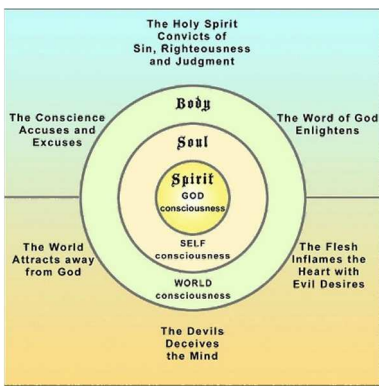 The Holy Spirit
Convicts of
Sin, Righteousness
and Judgment
The Conscience
Accuses and
Excuses
The Word of God
Enlightens
Body
Soul
Spirit
GOD
consciousness
SELF
consciousness
WORLD
consciousness
The World
Attracts away
from God
The Flesh
Inflames the
Heart with
Evil Desires
The Devils
Deceives
the Mind